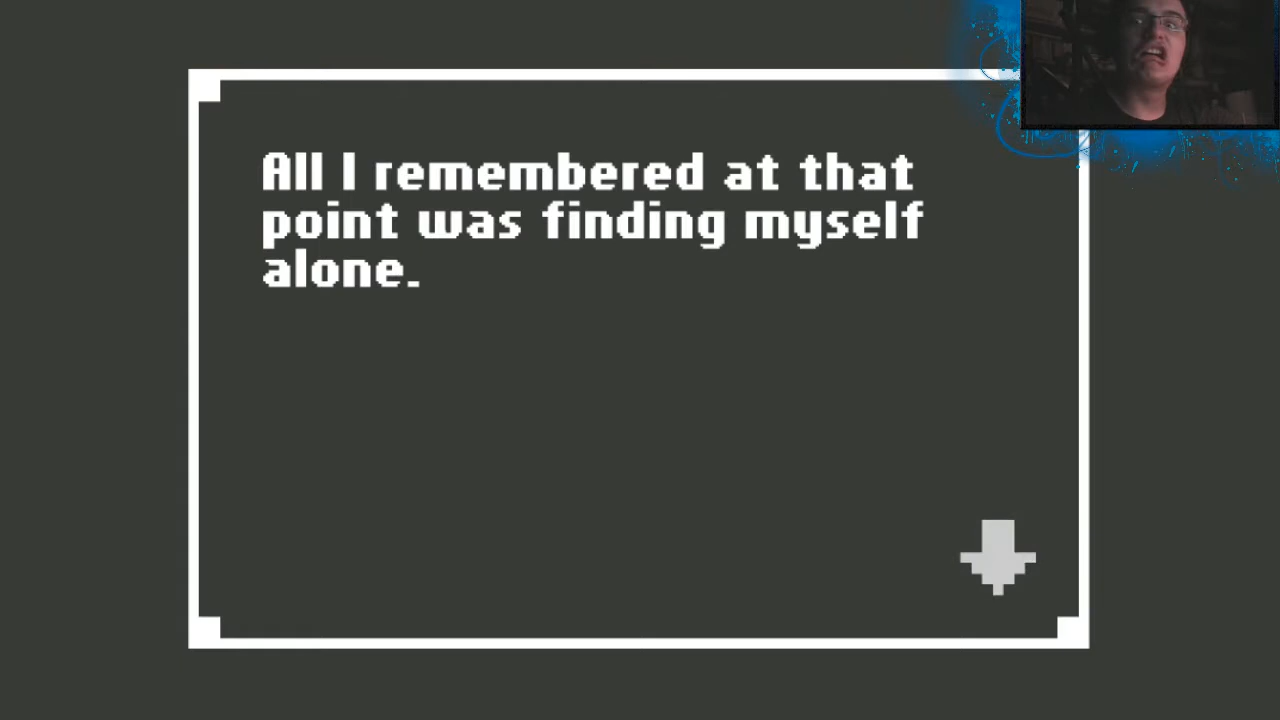 All I remembered at that
point was finding myself
alone.